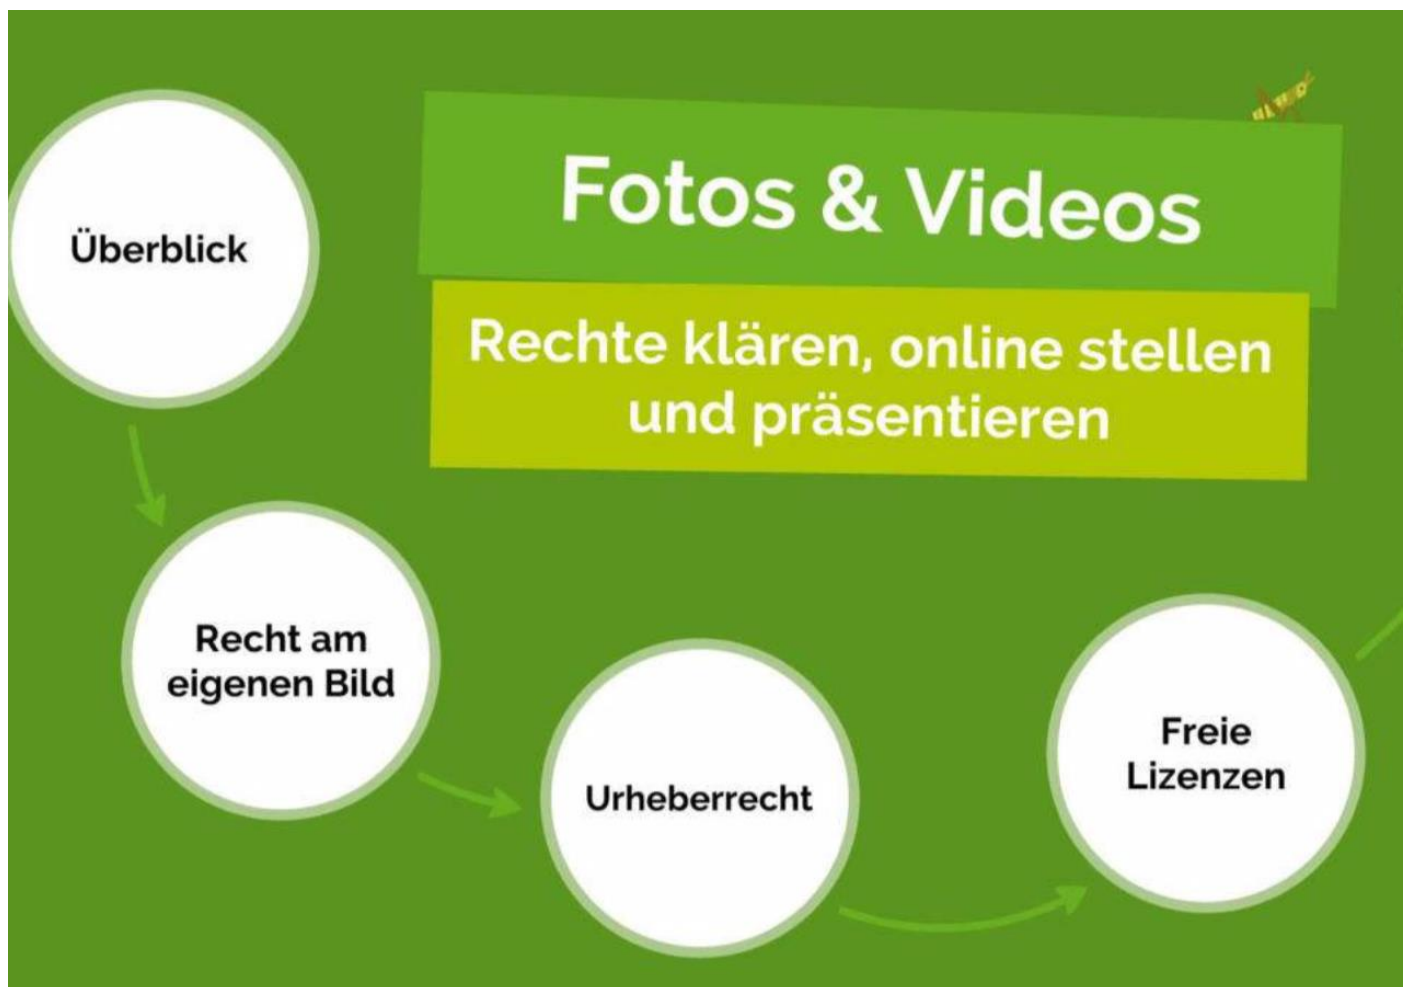 Fotos & Videos
Rechte klären, online stellen
und präsentieren
Überblick
Recht am
eigenen Bild
Urheberrecht
Freie
Lizenzen